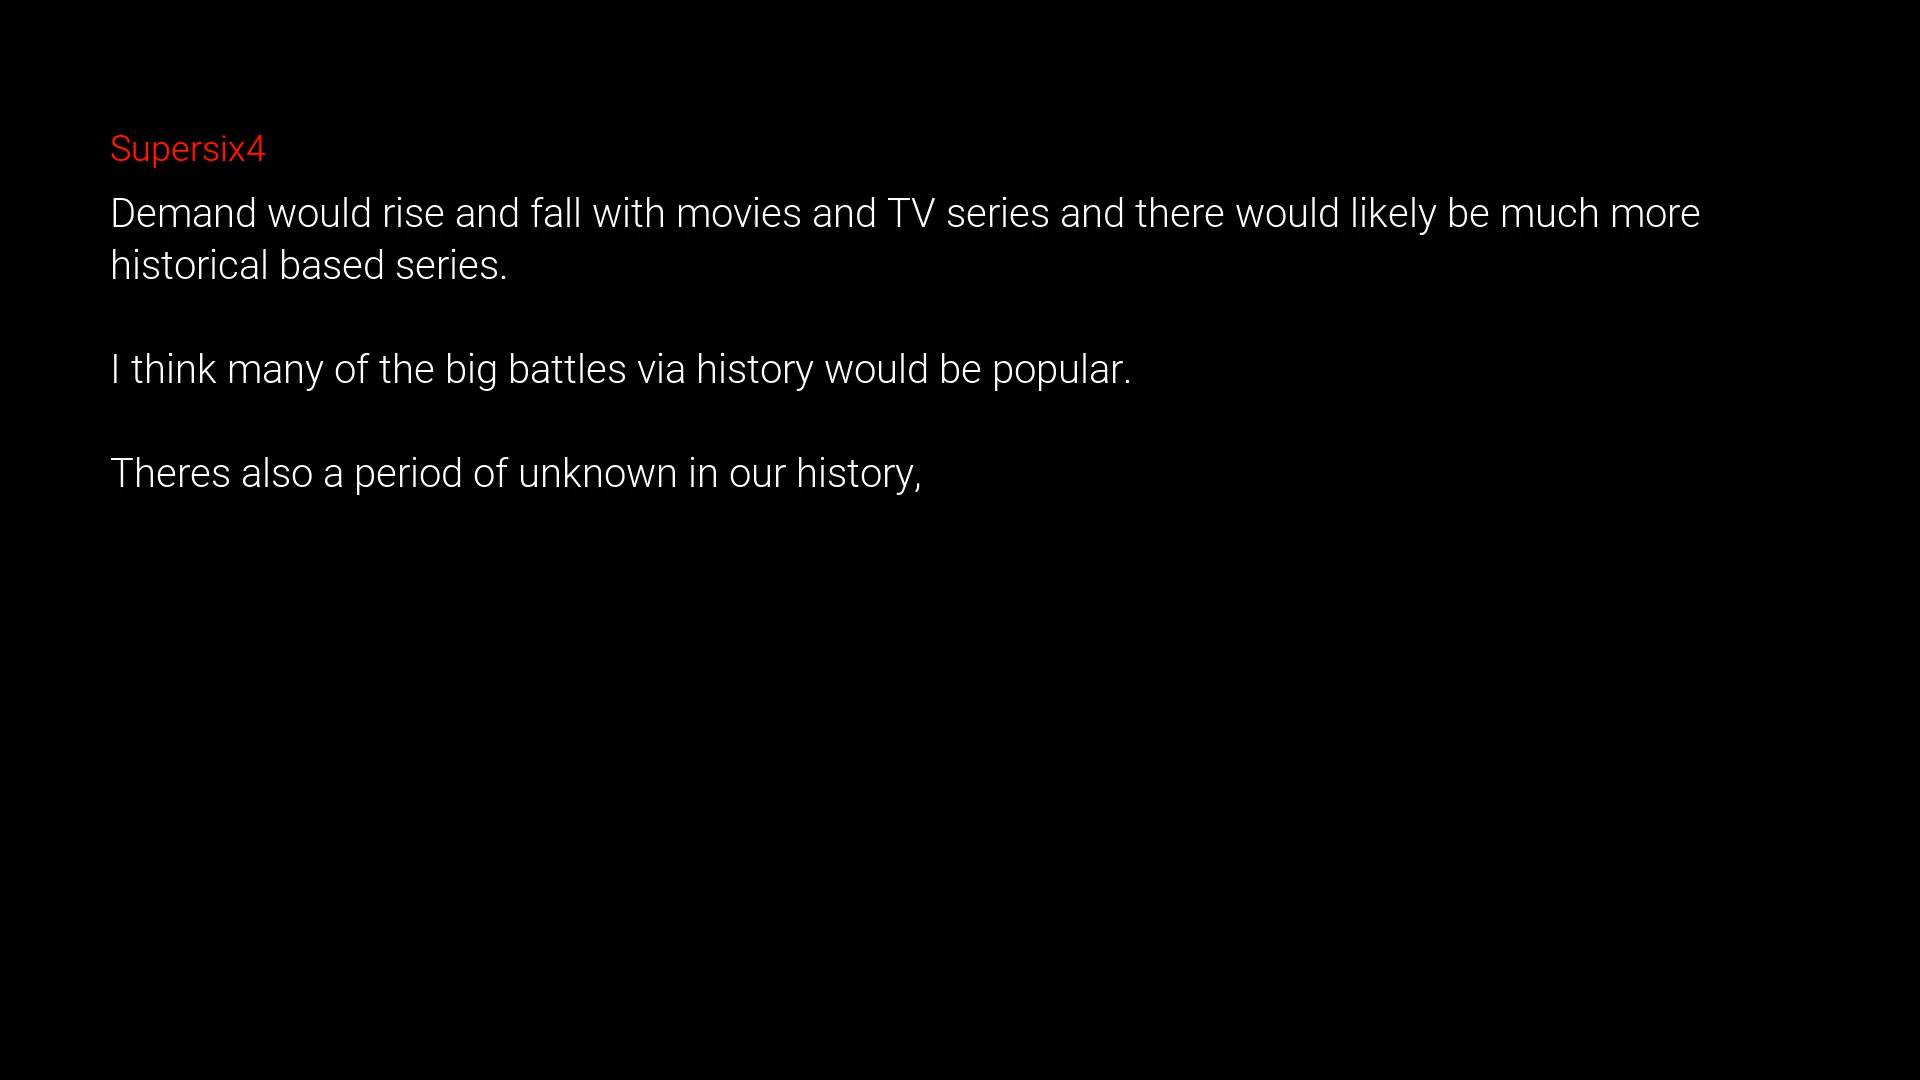 Supersix4
Demand would rise and fall with movies and TV series and there would likely be much more
historical based series.
I think many of the big battles via history would be popular.
Theres also a period of unknown in our history,